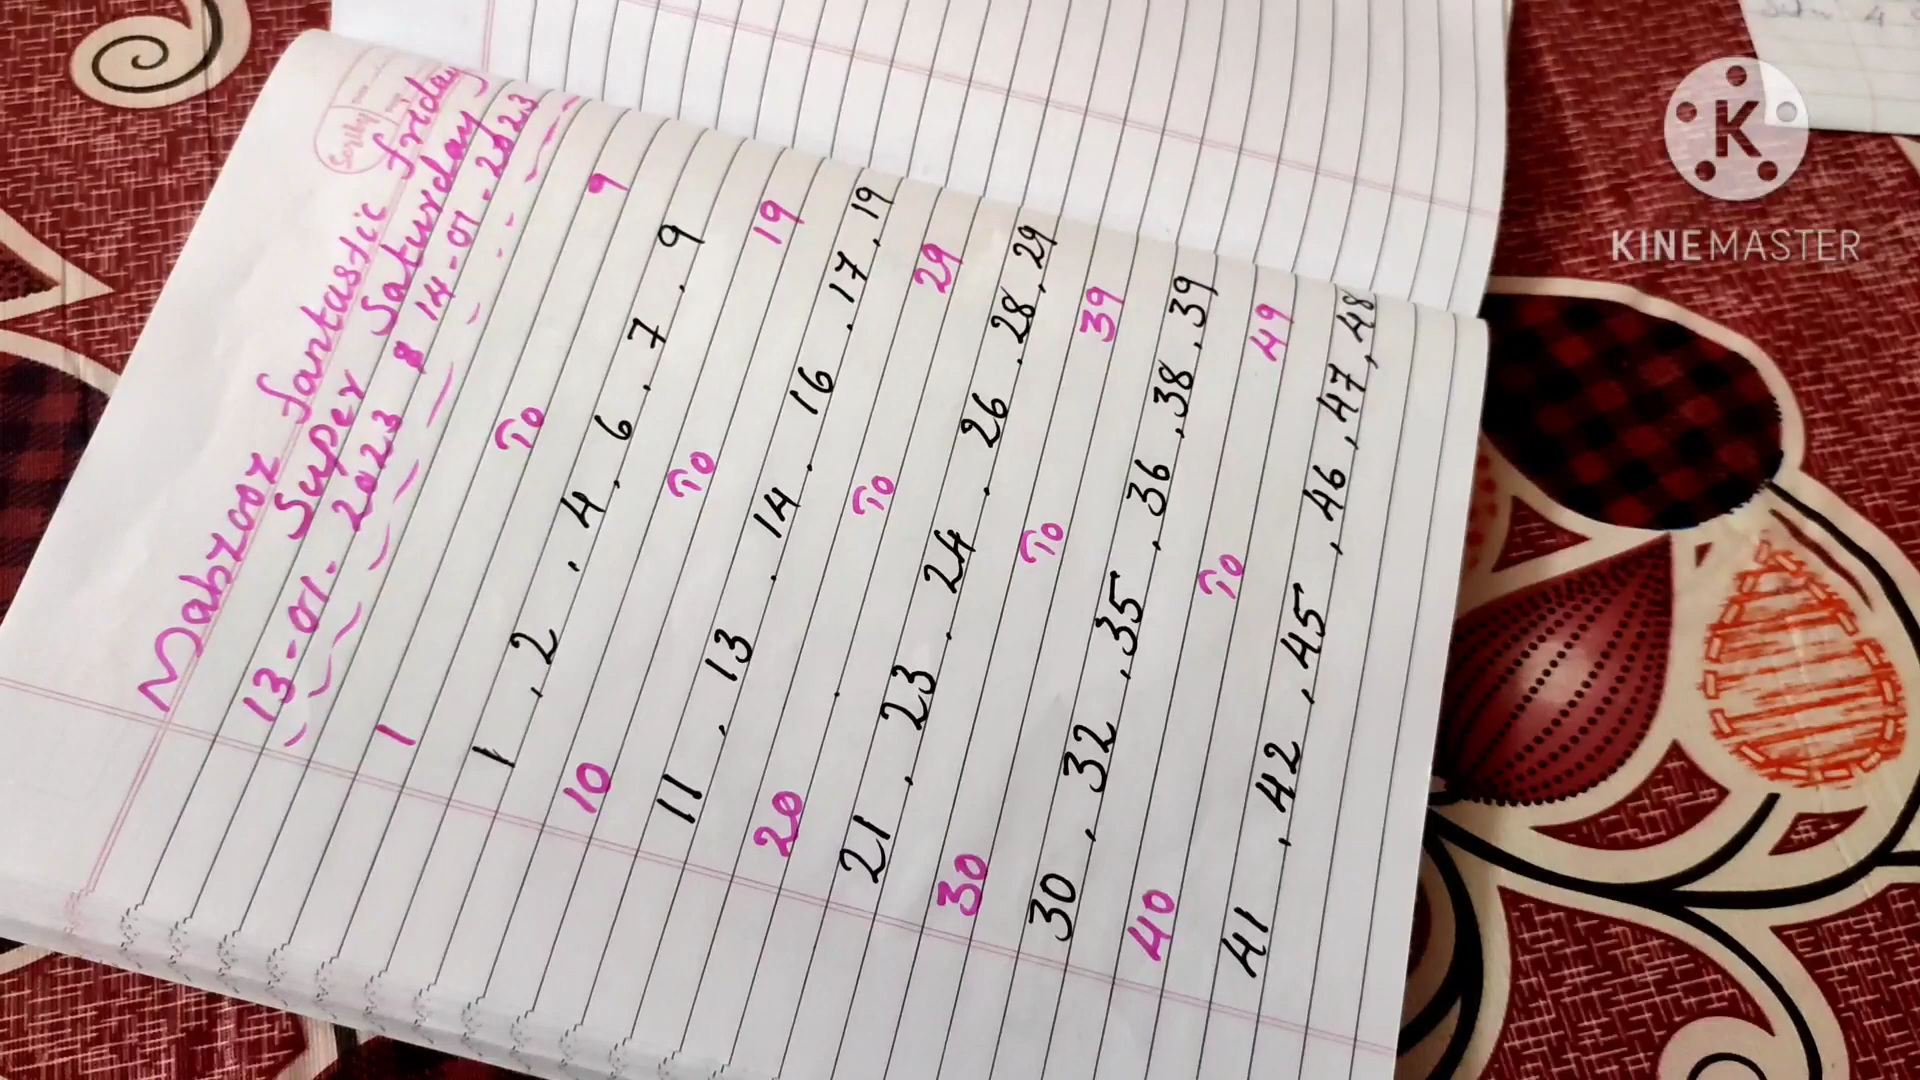 Mabzooz fantastic friday
Super Saturday
13-01-2023 & 14-01-2023
1 To 9
1, 2, 4, 6, 7, 9
10 To 19
11, 13, 14, 16, 17, 19
20 To 29
21, 23, 24, 26, 28, 29
30 To 39
30, 32, 35, 36, 38, 39
40 To 49
41, 42, 45, 46, 47, 48
K
KINEMASTER